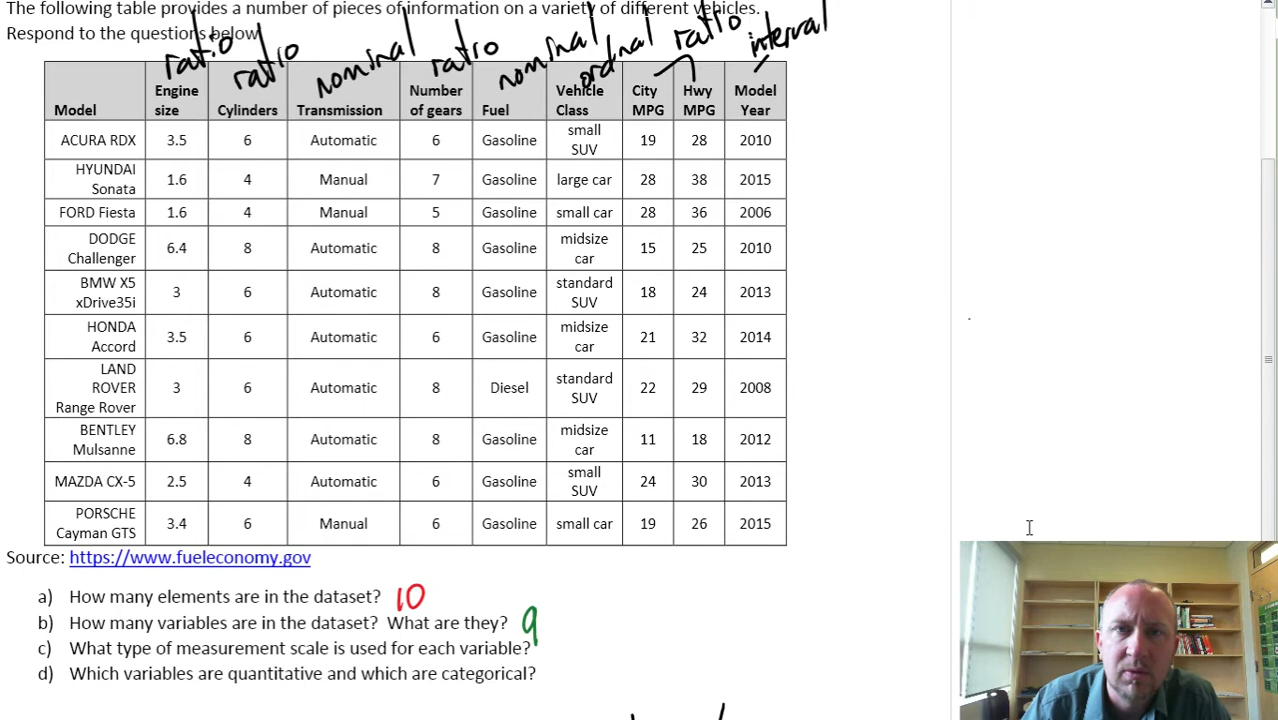 The following table provides a number of pieces of information on a variety of different vehicles.
Respond to the questions below
ratio ratio nominal ratio nominal ordnal ratio interval
Model Engine size Cylinders Transmission Number of gears Fuel Vehicle Class City MPG Hwy MPG Model Year
ACURA RDX 3.5 6 Automatic 6 Gasoline small SUV 19 28 2010
HYUNDAI Sonata 1.6 4 Manual 7 Gasoline large car 28 38 2015
FORD Fiesta 1.6 4 Manual 5 Gasoline small car 28 36 2006
DODGE Challenger 6.4 8 Automatic 8 Gasoline midsize car 15 25 2010
BMW X5 xDrive35i 3 6 Automatic 8 Gasoline standard SUV 18 24 2013
HONDA Accord 3.5 6 Automatic 6 Gasoline midsize car 21 32 2014
LAND ROVER Range Rover 3 6 Automatic 8 Diesel standard SUV 22 29 2008
BENTLEY Mulsanne 6.8 8 Automatic 8 Gasoline midsize car 11 18 2012
MAZDA CX-5 2.5 4 Automatic 6 Gasoline small SUV 24 30 2013
PORSCHE Cayman GTS 3.4 6 Manual 6 Gasoline small car 19 26 2015
Source: https://www.fueleconomy.gov
a) How many elements are in the dataset? 10
b) How many variables are in the dataset? What are they? 9
c) What type of measurement scale is used for each variable?
d) Which variables are quantitative and which are categorical?